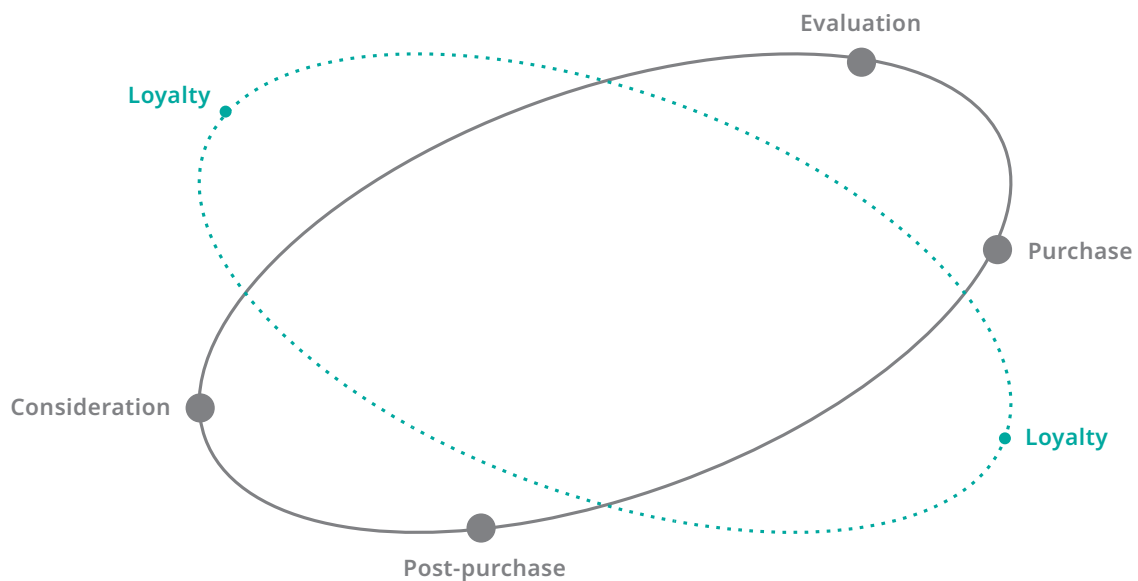 Evaluation
Loyalty
Purchase
Consideration
Loyalty
Post-purchase